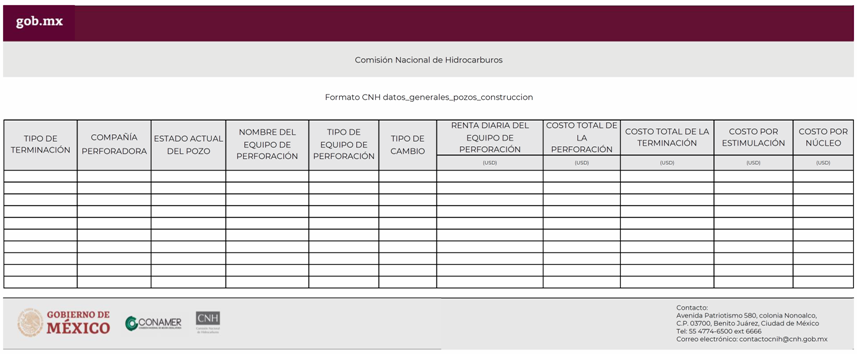 gob.mx
Comisión Nacional de Hidrocarburos
Formato CNH datos_generales_pozos_construccion
TIPO DE
TERMINACIÓN
COMPAÑÍA
PERFORADORA
ESTADO ACTUAL
DEL POZO
NOMBRE DEL
EQUIPO DE
PERFORACIÓN
TIPO DE
EQUIPO DE
PERFORACIÓN
TIPO DE
CAMBIO
RENTA DIARIA DEL
EQUIPO DE
PERFORACIÓN
(USD)
COSTO TOTAL DE
LA
PERFORACIÓN
(USD)
COSTO TOTAL DE LA
TERMINACIÓN
(USD)
COSTO POR
ESTIMULACIÓN
(USD)
COSTO POR
NÚCLEO
(USD)
GOBIERNO DE
MÉXICO
CONAMER
CNH
Comisión Nacional
de Hidrocarburos
Contacto:
Avenida Patriotismo 580, colonia Nonoalco,
C.P. 03700, Benito Juárez, Ciudad de México
Tel: 55 4774-6500 ext 6666
Correo electrónico: contactocnih@cnh.gob.mx